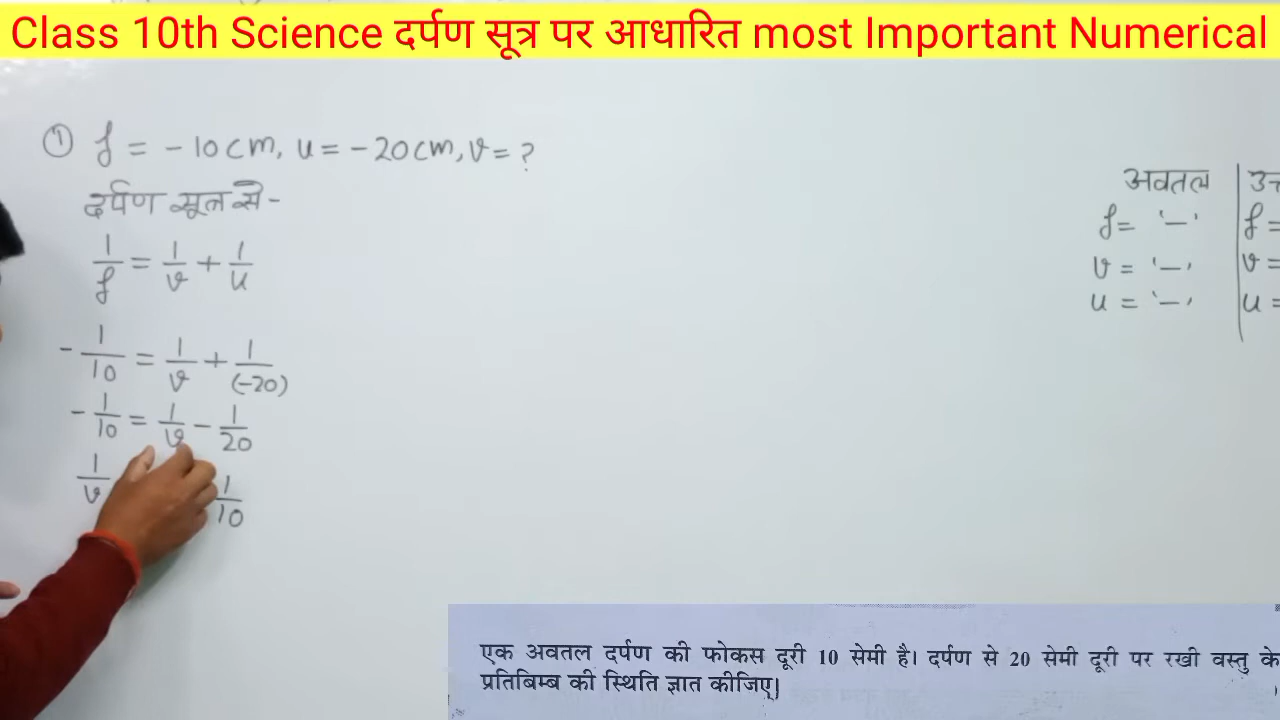 Class 10th Science दर्पण सूत्र पर आधारित most Important Numerical
① f = - 10cm, u = - 20cm, v = ?
दर्पण सूत्र से -
1/f = 1/v + 1/u
- 1/10 = 1/v + 1/(-20)
- 1/10 = 1/v - 1/20
1/v 1/10
अवतल
f = '-'
v = '-'
u = '-'
f =
v =
u =
एक अवतल दर्पण की फोकस दूरी 10 सेमी है। दर्पण से 20 सेमी दूरी पर रखी वस्तु के
प्रतिबिम्ब की स्थिति ज्ञात कीजिए।